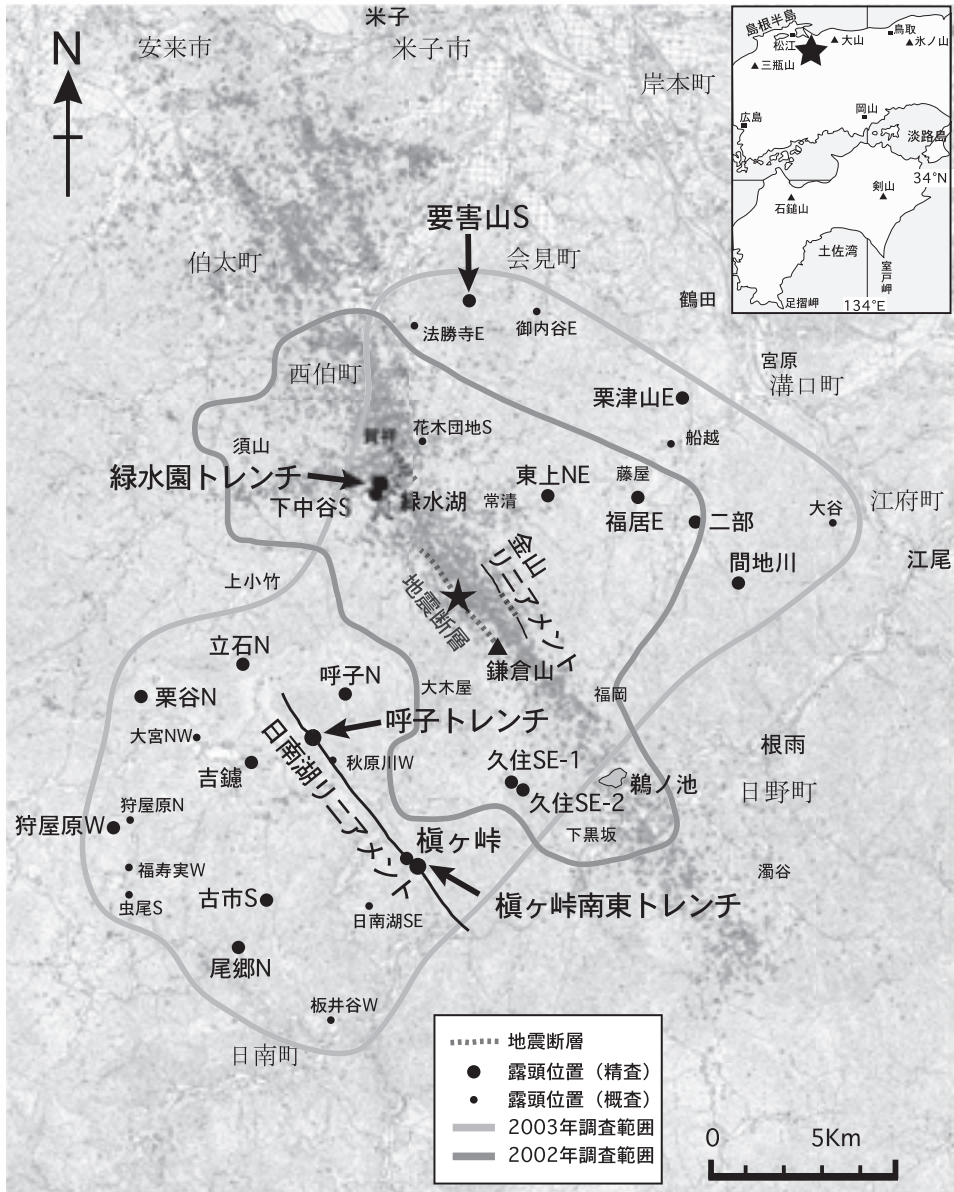 米子
安来市
米子市
岸本町
N
島根半島
松江
大山
鳥取
氷ノ山
三瓶山
広島
岡山
淡路島
34°N
剣山
石鎚山
土佐湾
室戸岬
足摺岬
134°E
要害山S
伯太町
会見町
鶴田
法勝寺E
御内谷E
宮原
溝口町
西伯町
栗津山E
賀祥
花木団地S
船越
須山
緑水園トレンチ
東上NE
藤屋
下中谷S
緑水湖
常清
福居E
二部
大谷
江府町
金山
リニアメント
間地川
江尾
上小竹
地震断層
立石N
呼子N
鎌倉山
栗谷N
大木屋
福岡
呼子トレンチ
大宮NW
日南湖リニアメント
秋原川W
根雨
吉鑢
久住SE-1
鵜ノ池
日野町
狩屋原N
久住SE-2
狩屋原W
下黒坂
槇ヶ峠
福寿実W
濁谷
古市S
虫尾S
槇ヶ峠南東トレンチ
日南湖SE
尾郷N
板井谷W
日南町
地震断層
露頭位置（精査）
露頭位置（概査）
2003年調査範囲
2002年調査範囲
0 5Km